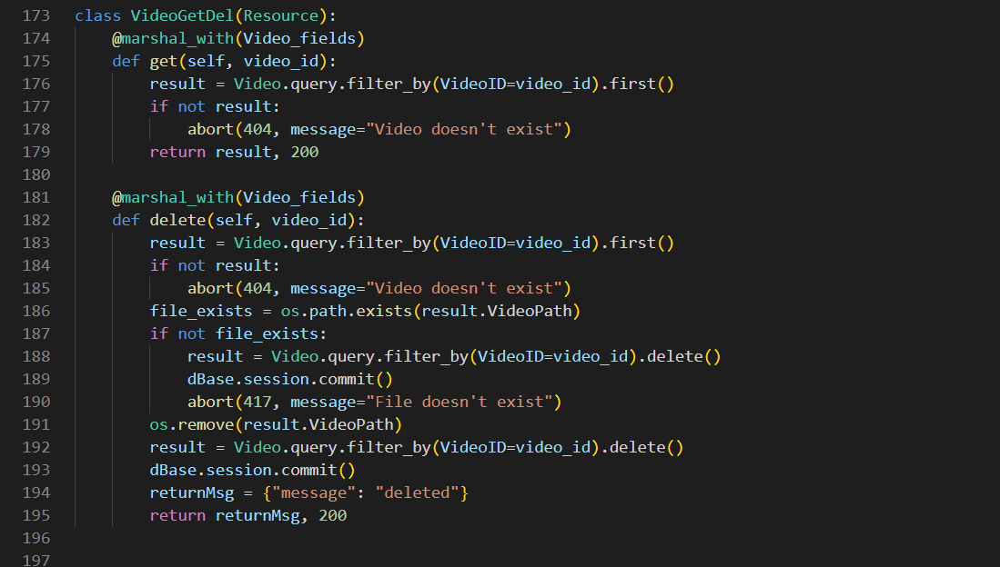 173 class VideoGetDel(Resource):
174     @marshal_with(Video_fields)
175     def get(self, video_id):
176         result = Video.query.filter_by(VideoID=video_id).first()
177         if not result:
178             abort(404, message="Video doesn't exist")
179         return result, 200
180
181     @marshal_with(Video_fields)
182     def delete(self, video_id):
183         result = Video.query.filter_by(VideoID=video_id).first()
184         if not result:
185             abort(404, message="Video doesn't exist")
186         file_exists = os.path.exists(result.VideoPath)
187         if not file_exists:
188             result = Video.query.filter_by(VideoID=video_id).delete()
189             dBase.session.commit()
190             abort(417, message="File doesn't exist")
191         os.remove(result.VideoPath)
192         result = Video.query.filter_by(VideoID=video_id).delete()
193         dBase.session.commit()
194         returnMsg = {"message": "deleted"}
195         return returnMsg, 200
196
197